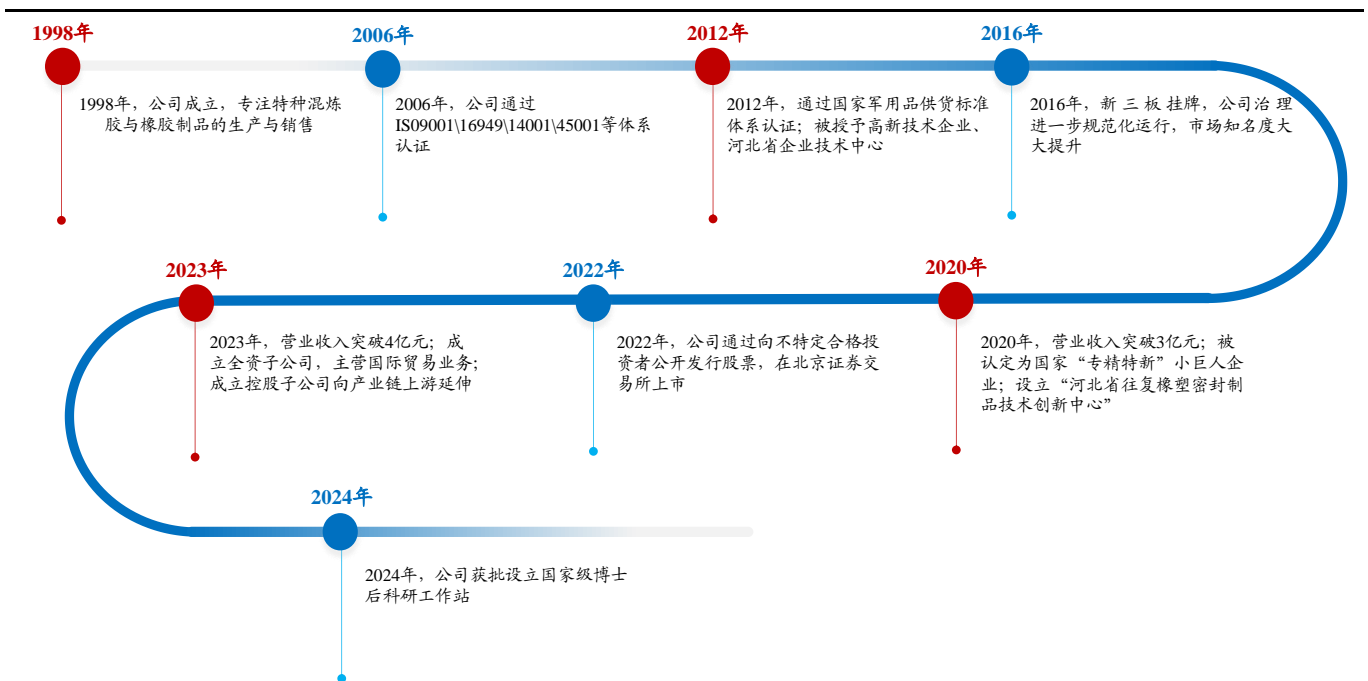 1998年
1998年，公司成立，专注特种混炼
胶与橡胶制品的生产与销售
2006年
2006年，公司通过
IS09001\16949\14001\45001等体系
认证
2012年
2012年，通过国家军用品供货标准
体系认证；被授予高新技术企业、
河北省企业技术中心
2016年
2016年，新 三 板 挂牌，公司治 理
进一步规范化运行，市场知名度大
大提升
2020年
2020年，营业收入突破3亿元；被
认定为国家“专精特新”小巨人企
业；设立“河北省往复橡塑密封制
品技术创新中心”
2022年
2022年，公司通过向不特定合格投
资者公开发行股票，在北京证券交
易所上市
2023年
2023年，营业收入突破4亿元；成
立全资子公司，主营国际贸易业务；
成立控股子公司向产业链上游延伸
2024年
2024年，公司获批设立国家级博士
后科研工作站